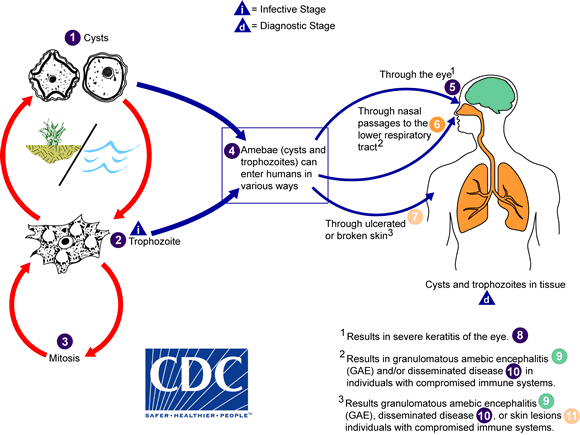 i = Infective Stage
d = Diagnostic Stage
1 Cysts
i
2 Trophozoite
3 Mitosis
4 Amebae (cysts and
trophozoites) can
enter humans in
various ways
Through the eye1
5
Through nasal
passages to the 6
lower respiratory
tract2
7
Through ulcerated
or broken skin3
Cysts and trophozoites in tissue
d
1 Results in severe keratitis of the eye. 8
2 Results in granulomatous amebic encephalitis 9
(GAE) and/or disseminated disease 10 in
individuals with compromised immune systems.
3 Results granulomatous amebic encephalitis 9
(GAE), disseminated disease 10, or skin lesions 11
individuals with compromised immune systems.
CDC
SAFER • HEALTHIER • PEOPLE™